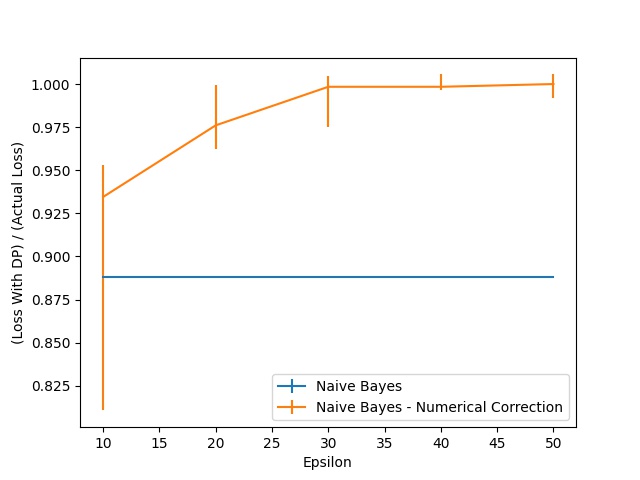 1.000
0.975
0.950
0.925
0.900
0.875
0.850
0.825
(Loss With DP) / (Actual Loss)
Naive Bayes
Naive Bayes - Numerical Correction
10 15 20 25 30 35 40 45 50
Epsilon